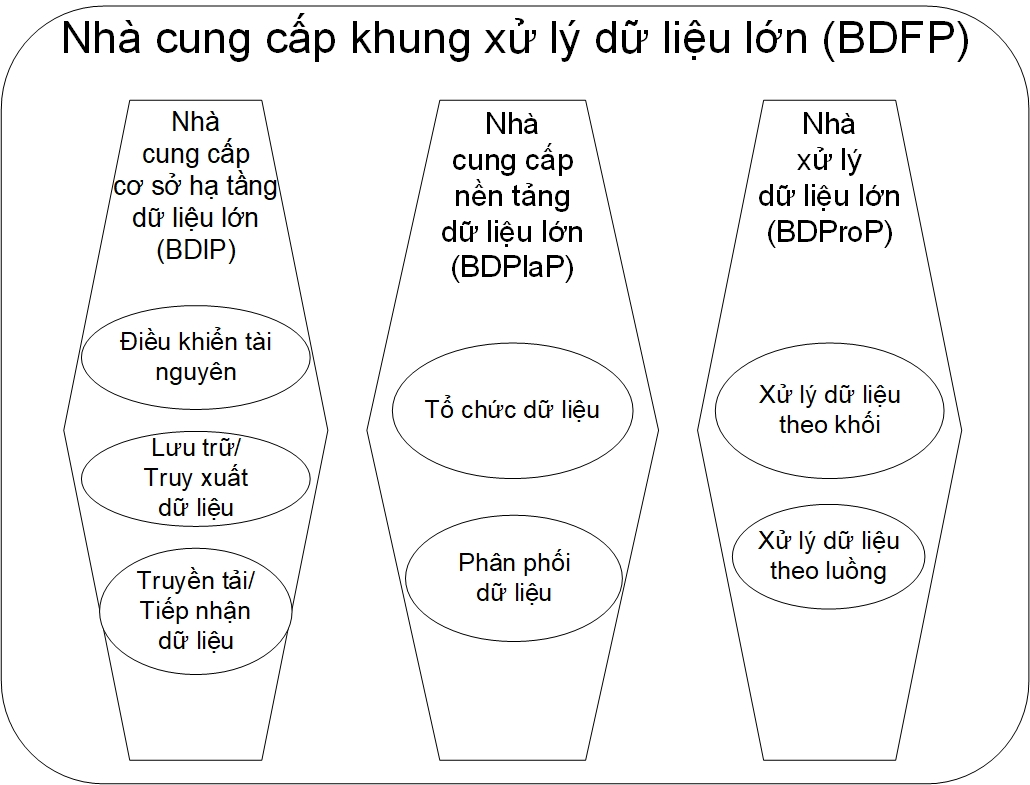 Nhà cung cấp khung xử lý dữ liệu lớn (BDFP)
Nhà
cung cấp
cơ sở hạ tầng
dữ liệu lớn
(BDIP)
Điều khiển tài
nguyên
Lưu trữ/
Truy xuất
dữ liệu
Truyền tải/
Tiếp nhận
dữ liệu
Nhà
cung cấp
nền tảng
dữ liệu lớn
(BDPlaP)
Tổ chức dữ liệu
Phân phối
dữ liệu
Nhà
xử lý
dữ liệu lớn
(BDProP)
Xử lý dữ liệu
theo khối
Xử lý dữ liệu
theo luồng